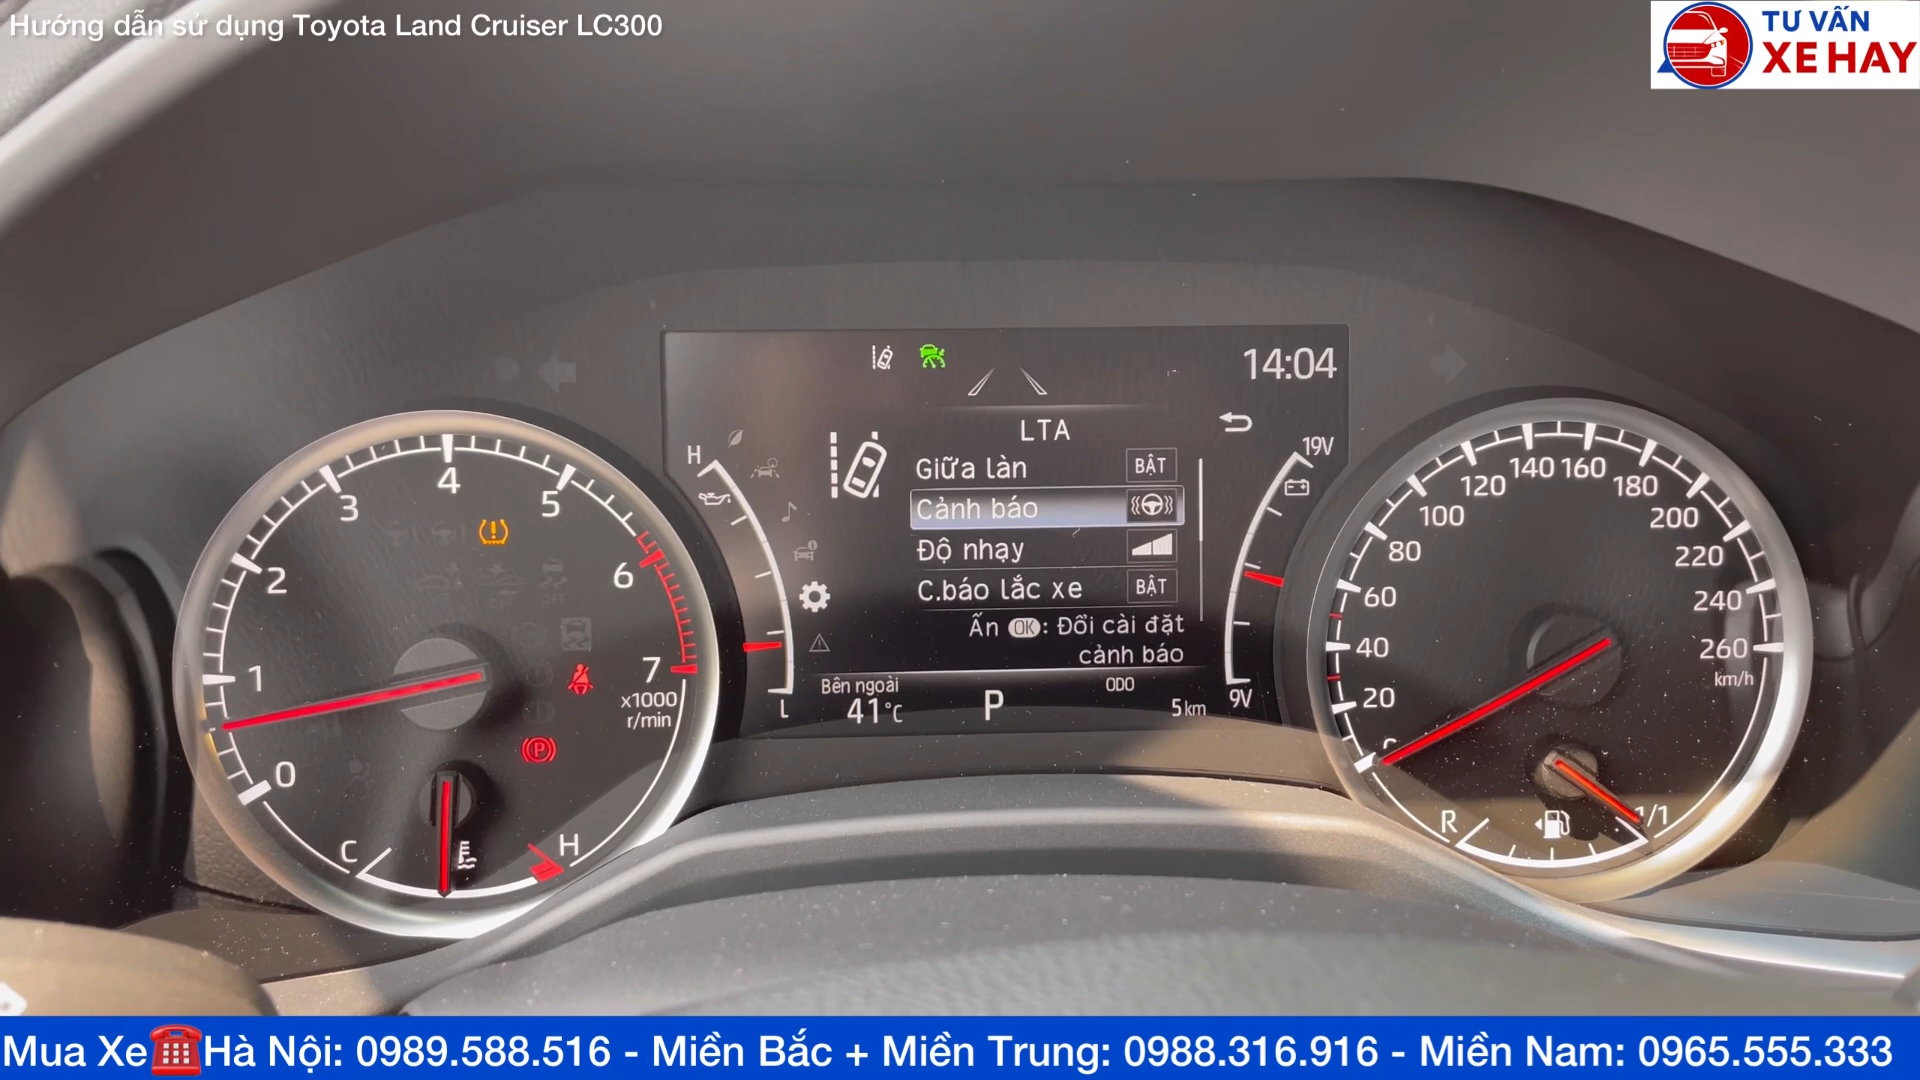 Hướng dẫn sử dụng Toyota Land Cruiser LC300
TƯ VẤN
XE HAY
14:04
LTA
Giữa làn BẬT
Cảnh báo
Độ nhạy
C.báo lắc xe BẬT
Ấn OK: Đổi cài đặt
cảnh báo
Bên ngoài
41°C
P
ODO
5km
H
L
19V
9V
0
1
2
3
4
5
6
7
x1000
r/min
P
C
H
20
40
60
80
100
120
140
160
180
200
220
240
260
km/h
R
1/1
Mua Xe Hà Nội: 0989.588.516 - Miền Bắc + Miền Trung: 0988.316.916 - Miền Nam: 0965.555.333